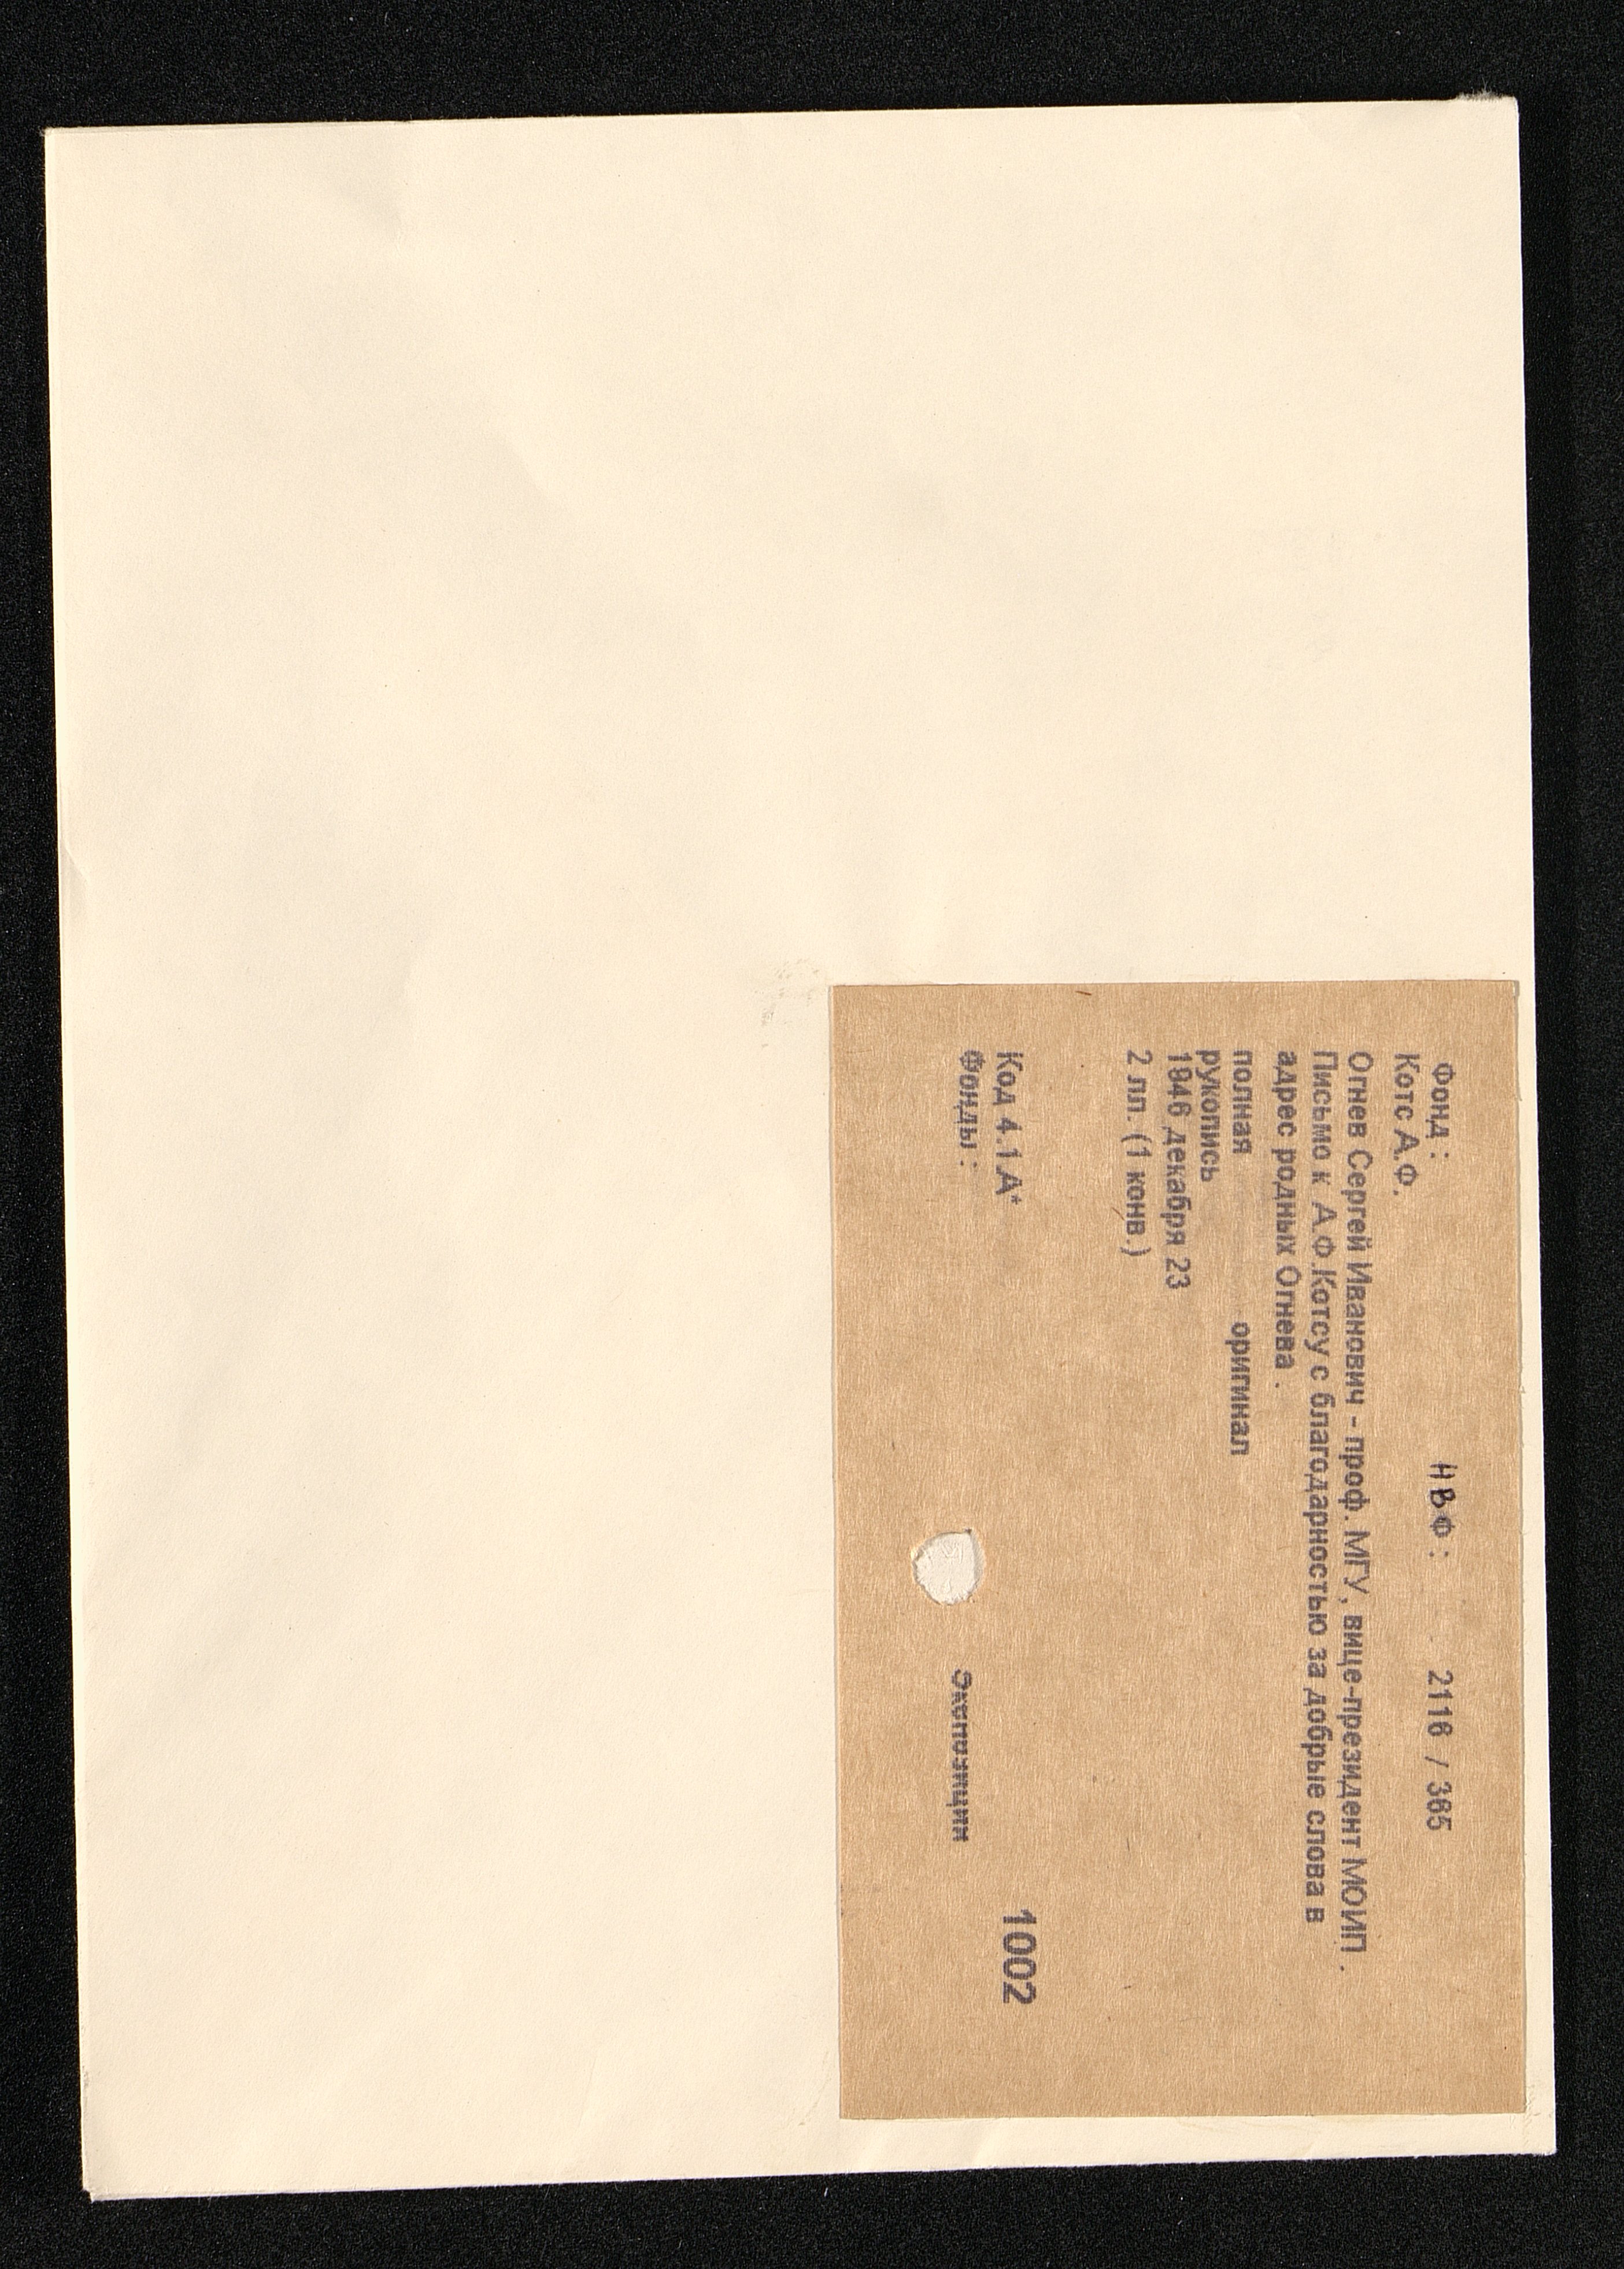 Фонд : НВФ : 2116 / 365
Котс А.Ф.
Огнев Сергей Иванович - проф. МГУ, вице-президент МОИП .
Письмо к А.Ф.Котсу с благодарностью за добрые слова в
адрес родных Огнева .
полная оригинал
рукопись
1946 декабря 23
2 лл. (1 конв.)
1002
Код 4.1.А*
Фонды : Экспозиции